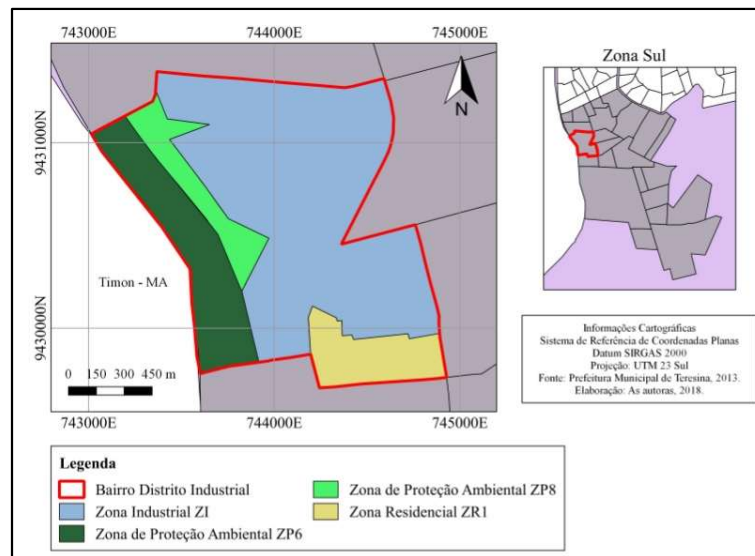 743000E
744000E
745000E
Zona Sul
N
9431000N
9430000N
Timon - MA
0 150 300 450 m
743000E
744000E
745000E
Informações Cartográficas
Sistema de Referência de Coordenadas Planas
Datum SIRGAS 2000
Projeção: UTM 23 Sul
Fonte: Prefeitura Municipal de Teresina, 2013.
Elaboração: As autoras, 2018.
Legenda
Bairro Distrito Industrial
Zona Industrial ZI
Zona de Proteção Ambiental ZP6
Zona de Proteção Ambiental ZP8
Zona Residencial ZR1